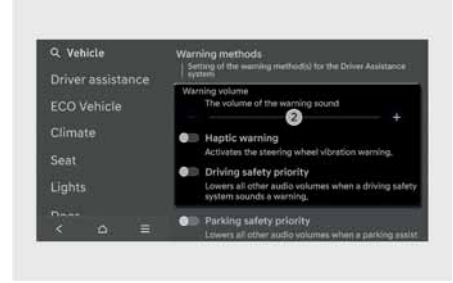 Vehicle
Driver assistance
ECO Vehicle
Climate
Seat
Lights
Door
Warning methods
Setting of the warning method(s) for the Driver Assistance
system
Warning volume
The volume of the warning sound
- 2 +
Haptic warning
Activates the steering wheel vibration warning.
Driving safety priority
Lowers all other audio volumes when a driving safety
system sounds a warning.
Parking safety priority
Lowers all other audio volumes when a parking assist